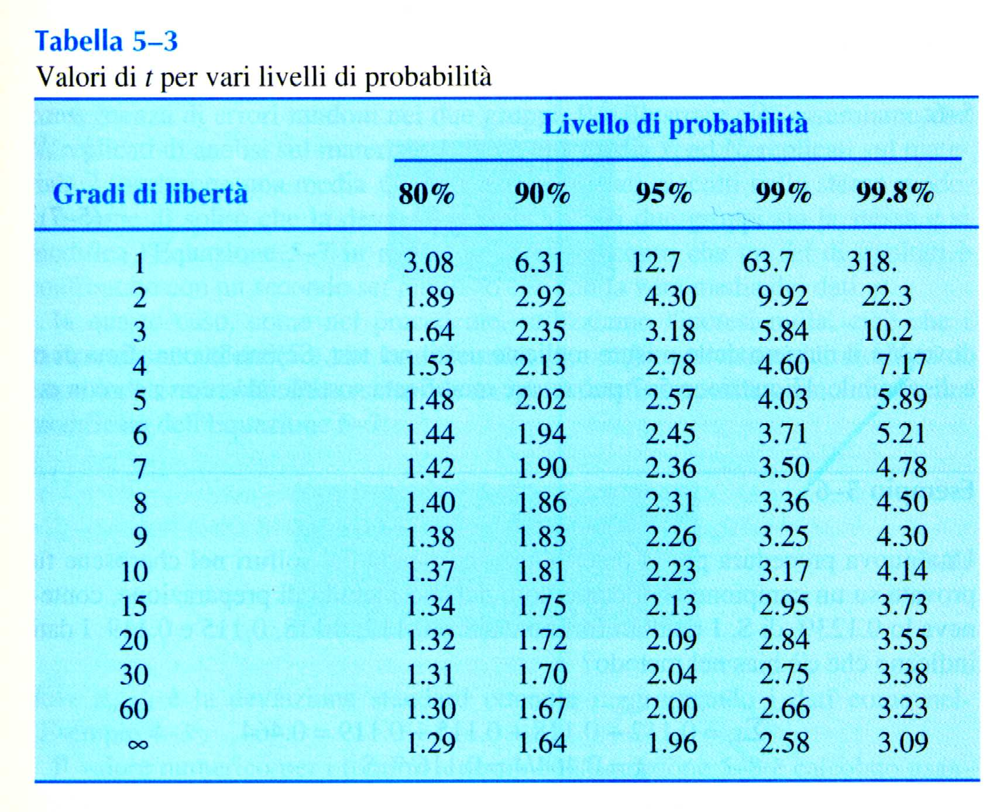 Tabella 5–3
Valori di t per vari livelli di probabilità
Livello di probabilità
Gradi di libertà 80% 90% 95% 99% 99.8%
1 3.08 6.31 12.7 63.7 318.
2 1.89 2.92 4.30 9.92 22.3
3 1.64 2.35 3.18 5.84 10.2
4 1.53 2.13 2.78 4.60 7.17
5 1.48 2.02 2.57 4.03 5.89
6 1.44 1.94 2.45 3.71 5.21
7 1.42 1.90 2.36 3.50 4.78
8 1.40 1.86 2.31 3.36 4.50
9 1.38 1.83 2.26 3.25 4.30
10 1.37 1.81 2.23 3.17 4.14
15 1.34 1.75 2.13 2.95 3.73
20 1.32 1.72 2.09 2.84 3.55
30 1.31 1.70 2.04 2.75 3.38
60 1.30 1.67 2.00 2.66 3.23
∞ 1.29 1.64 1.96 2.58 3.09